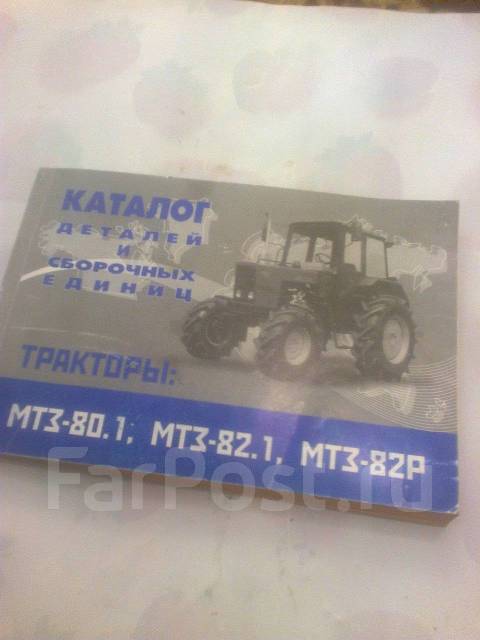 КАТАЛОГ
ДЕТАЛЕЙ
И
СБОРОЧНЫХ
ЕДИНИЦ
ТРАКТОРЫ:
МТЗ-80.1, МТЗ-82.1, МТЗ-82Р
FarPost.ru